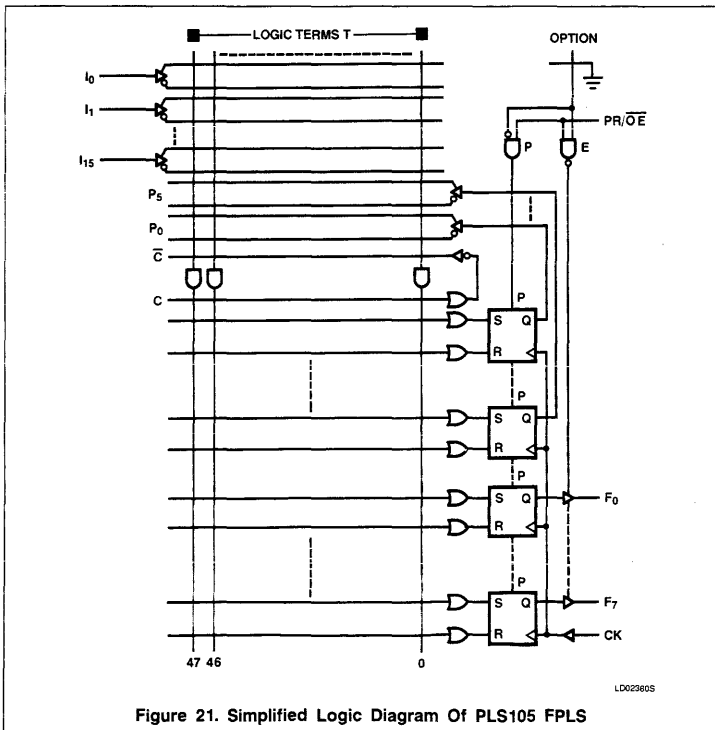 LOGIC TERMS T
OPTION
I0
I1
PR/OE
P E
I15
P5
P0
C
C
P
S Q
R
P
S Q
R
P
S Q F0
R
P
S Q F7
R CK
47 46 0
LD02360S
Figure 21. Simplified Logic Diagram Of PLS105 FPLS